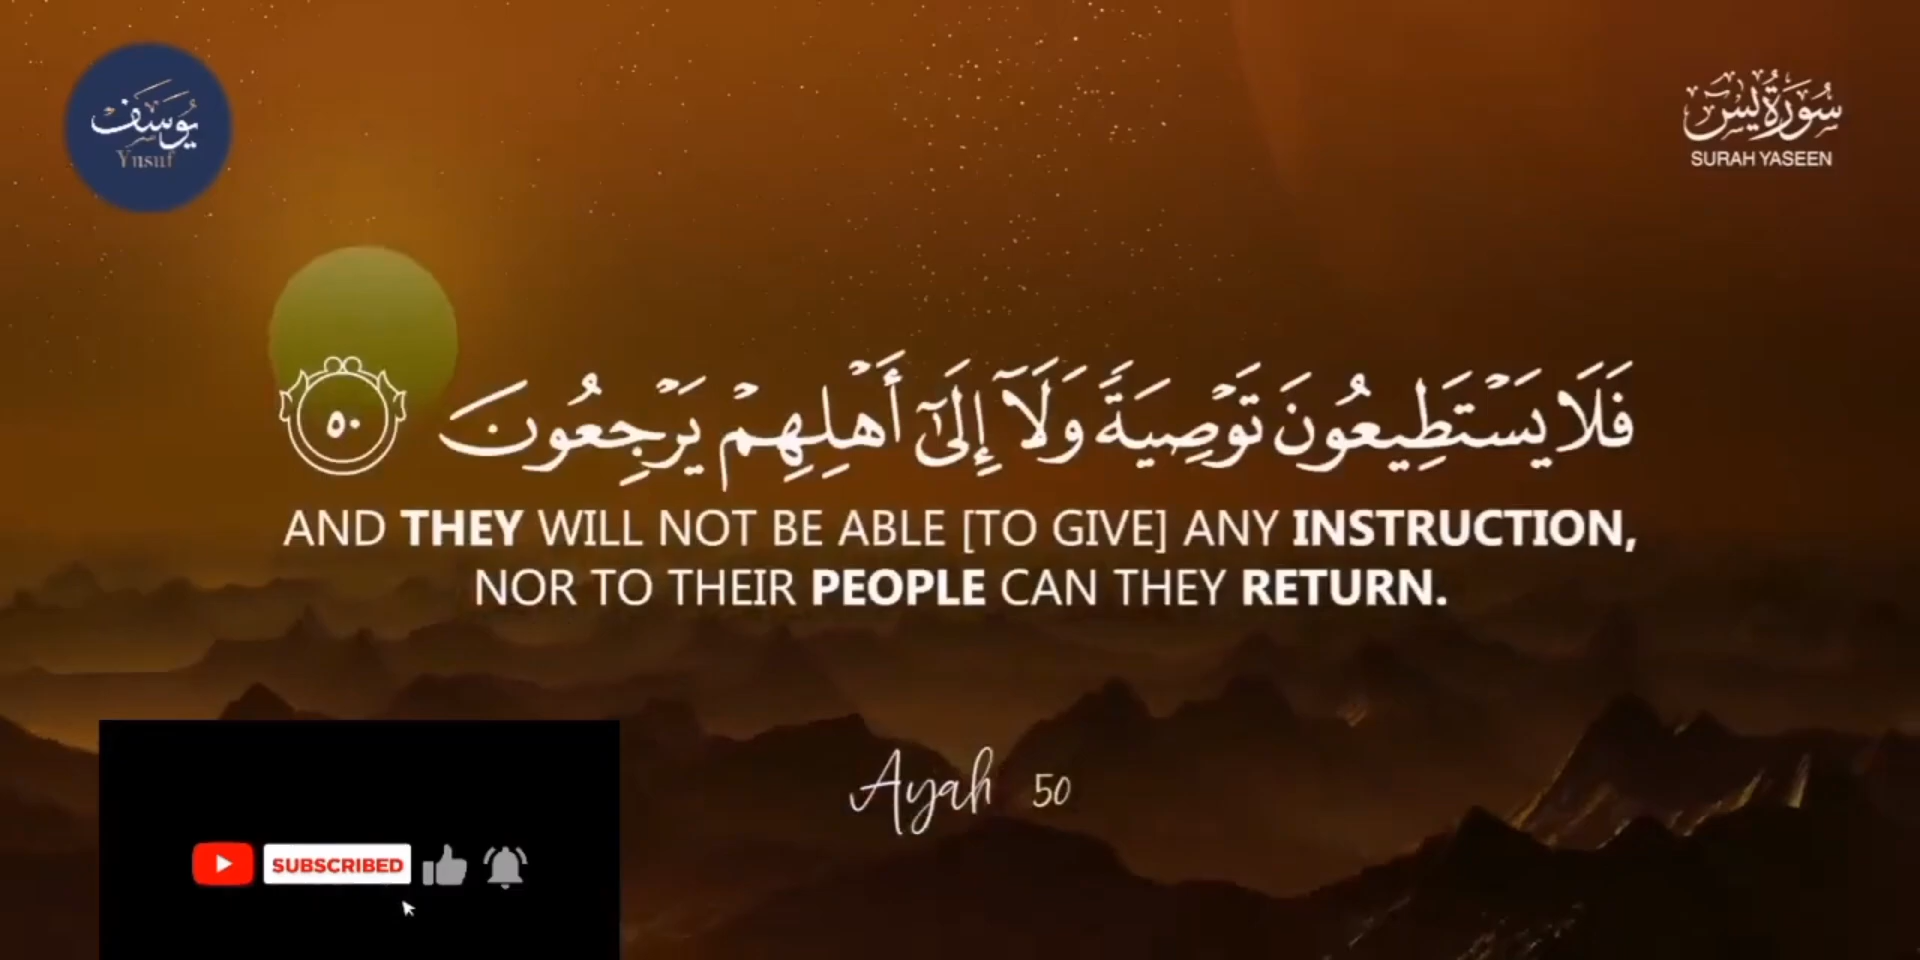 يُوسَف
Yusuf
سُورَةُ يسٓ
SURAH YASEEN
فَلَا يَسْتَطِيعُونَ تَوْصِيَةً وَلَآ إِلَىٰٓ أَهْلِهِمْ يَرْجِعُونَ ٥٠
AND THEY WILL NOT BE ABLE [TO GIVE] ANY INSTRUCTION,
NOR TO THEIR PEOPLE CAN THEY RETURN.
Ayah 50
SUBSCRIBED